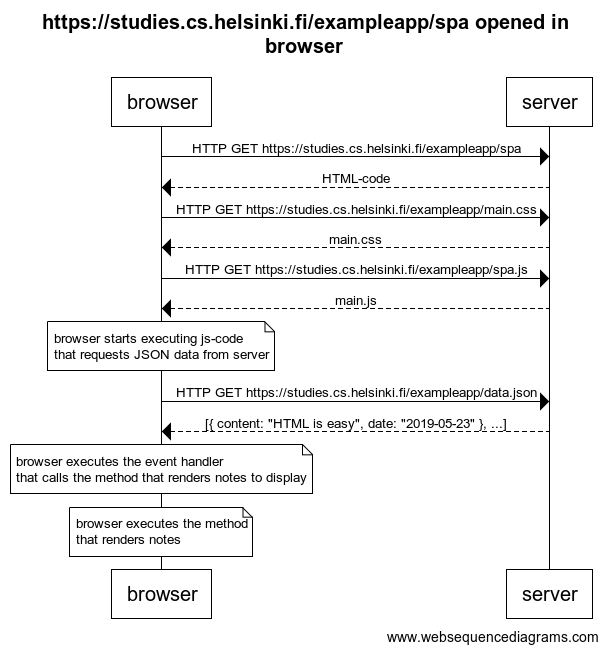 https://studies.cs.helsinki.fi/exampleapp/spa opened in
browser
browser
server
HTTP GET https://studies.cs.helsinki.fi/exampleapp/spa
HTML-code
HTTP GET https://studies.cs.helsinki.fi/exampleapp/main.css
main.css
HTTP GET https://studies.cs.helsinki.fi/exampleapp/spa.js
main.js
browser starts executing js-code
that requests JSON data from server
HTTP GET https://studies.cs.helsinki.fi/exampleapp/data.json
[{ content: "HTML is easy", date: "2019-05-23" }, ...]
browser executes the event handler
that calls the method that renders notes to display
browser executes the method
that renders notes
browser
server
www.websequencediagrams.com